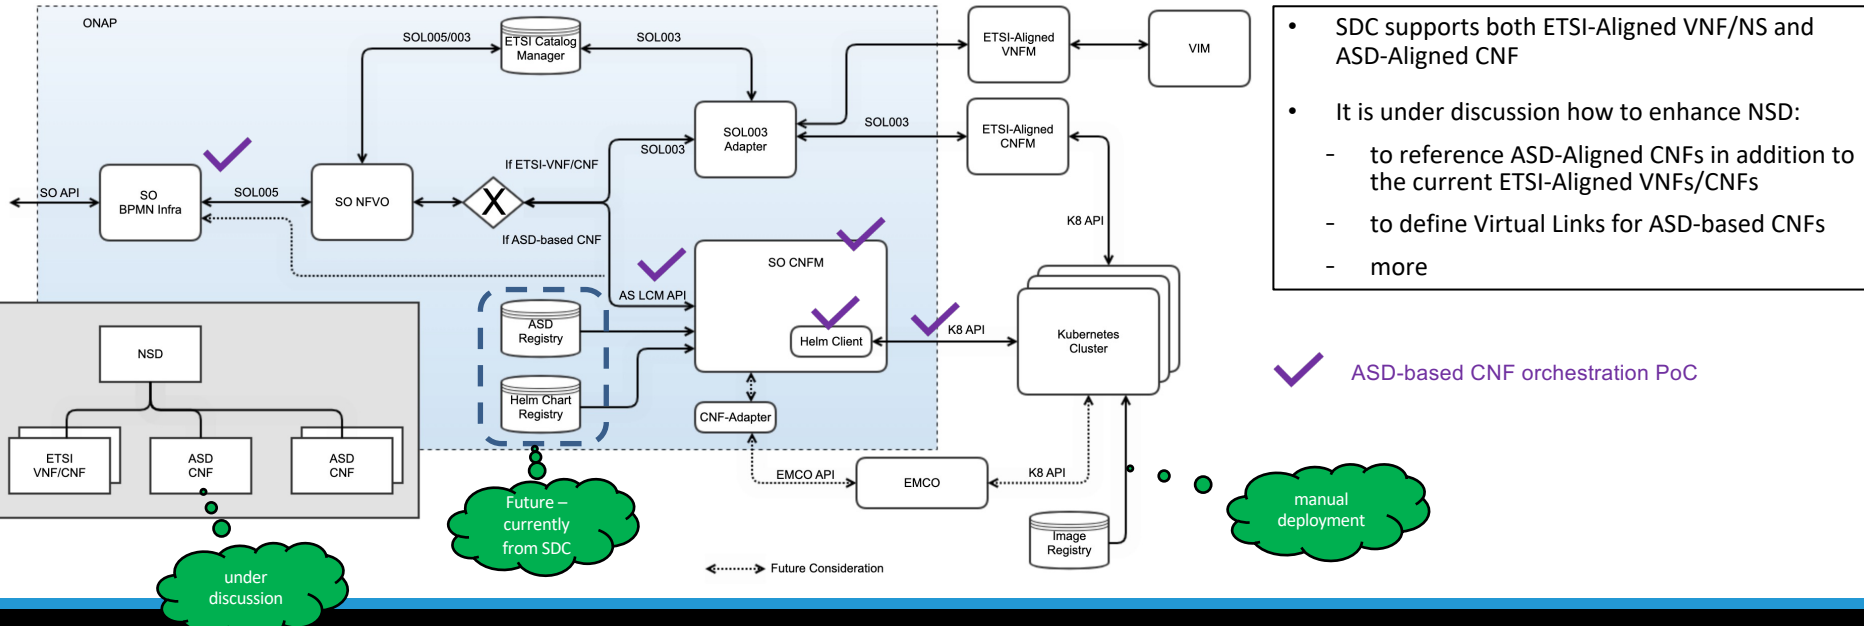 ONAP
SOL005/003
ETSI Catalog
Manager
SOL003
ETSI-Aligned
VNFM
VIM
SOL003
Adapter
SOL003
SOL003
ETSI-Aligned
CNFM
If ETSI-VNF/CNF
SO API
SO
BPMN Infra
SOL005
SO NFVO
X
If ASD-based CNF
K8 API
SO CNFM
AS LCM API
ASD
Registry
Helm Client
K8 API
Kubernetes
Cluster
Helm Chart
Registry
CNF-Adapter
EMCO API
EMCO
K8 API
Image
Registry
Future Consideration
NSD
ETSI
VNF/CNF
ASD
CNF
ASD
CNF
under
discussion
Future –
currently
from SDC
manual
deployment
• SDC supports both ETSI-Aligned VNF/NS and
ASD-Aligned CNF
• It is under discussion how to enhance NSD:
- to reference ASD-Aligned CNFs in addition to
the current ETSI-Aligned VNFs/CNFs
- to define Virtual Links for ASD-based CNFs
- more
ASD-based CNF orchestration PoC